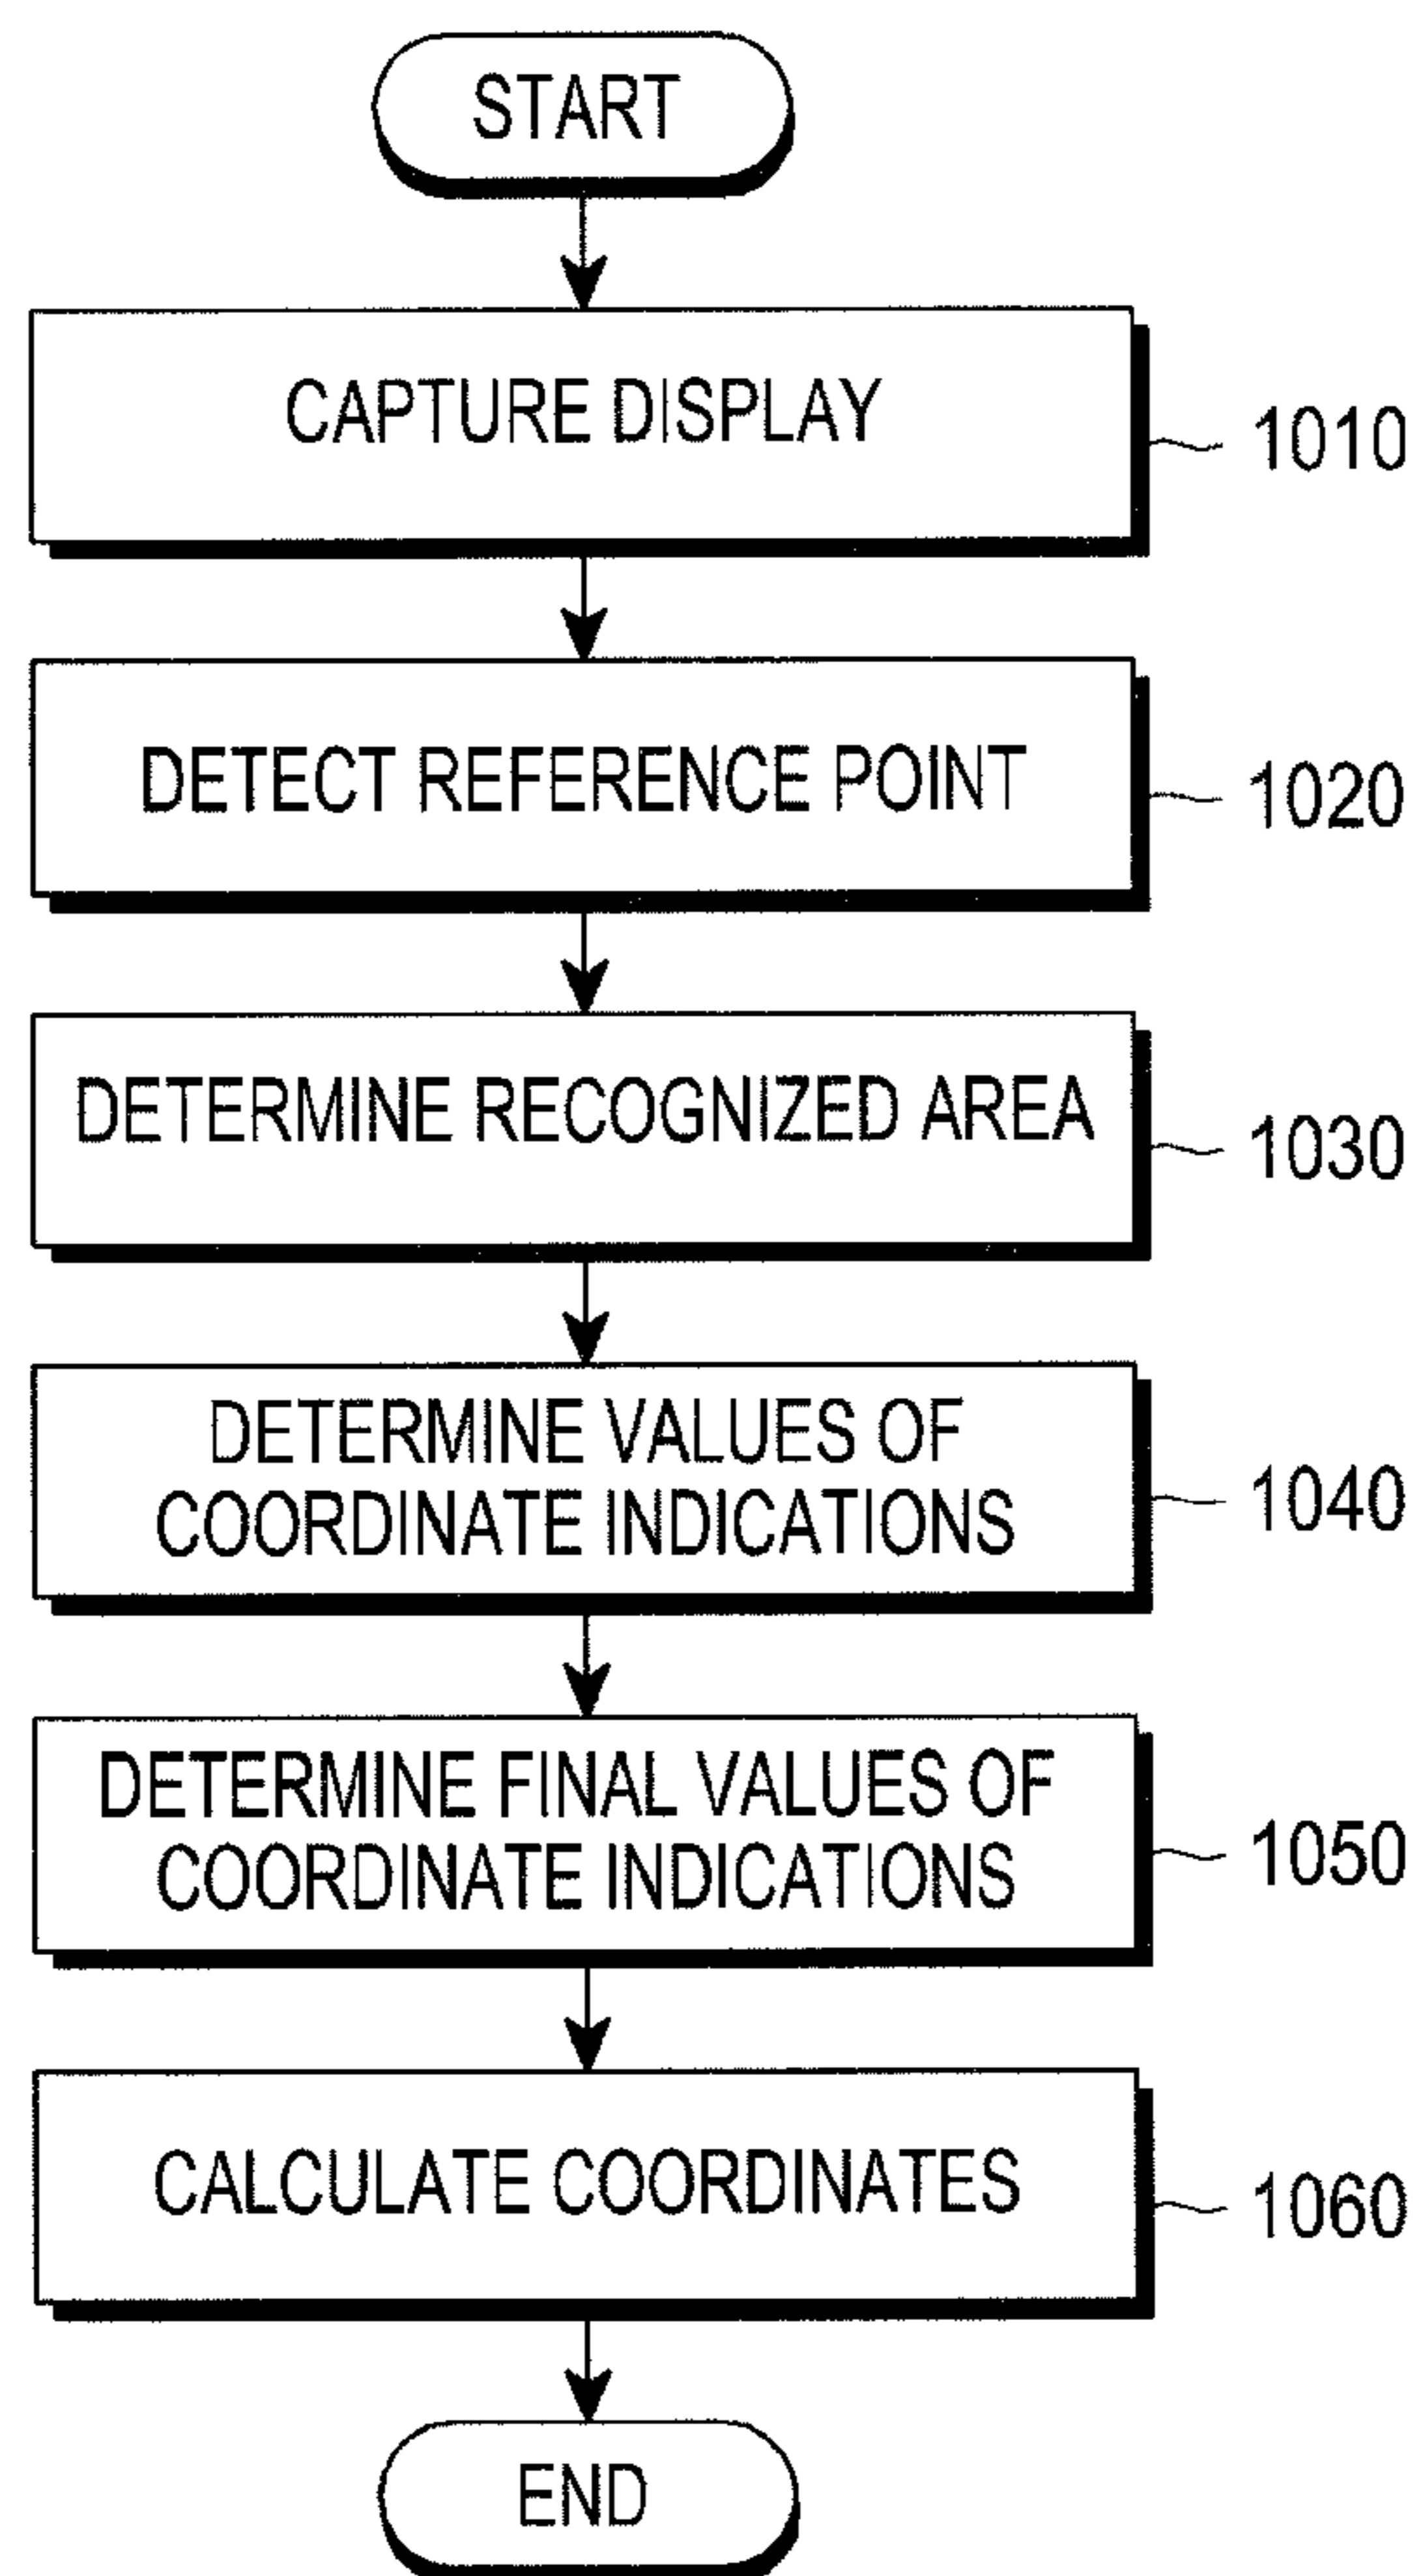 START
CAPTURE DISPLAY
1010
DETECT REFERENCE POINT
1020
DETERMINE RECOGNIZED AREA
1030
DETERMINE VALUES OF
COORDINATE INDICATIONS
1040
DETERMINE FINAL VALUES OF
COORDINATE INDICATIONS
1050
CALCULATE COORDINATES
1060
END